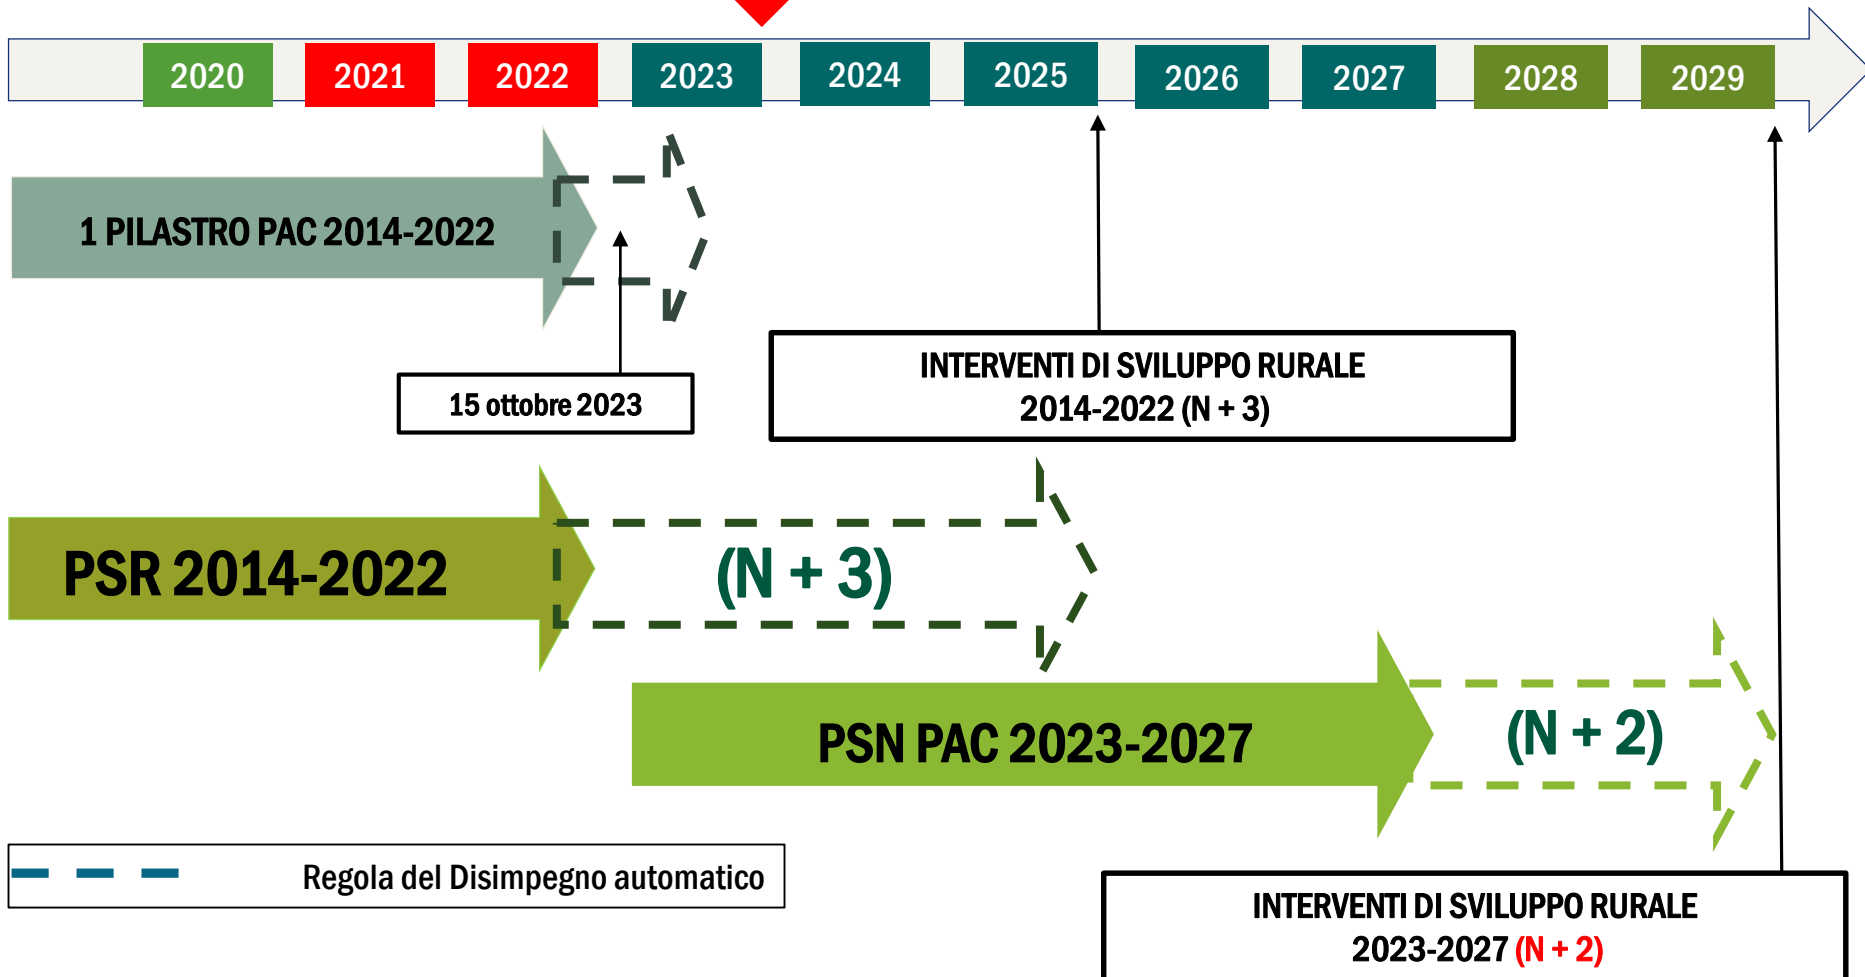 2020 2021 2022 2023 2024 2025 2026 2027 2028 2029
1 PILASTRO PAC 2014-2022
15 ottobre 2023
INTERVENTI DI SVILUPPO RURALE
2014-2022 (N + 3)
PSR 2014-2022
(N + 3)
PSN PAC 2023-2027
(N + 2)
Regola del Disimpegno automatico
INTERVENTI DI SVILUPPO RURALE
2023-2027 (N + 2)